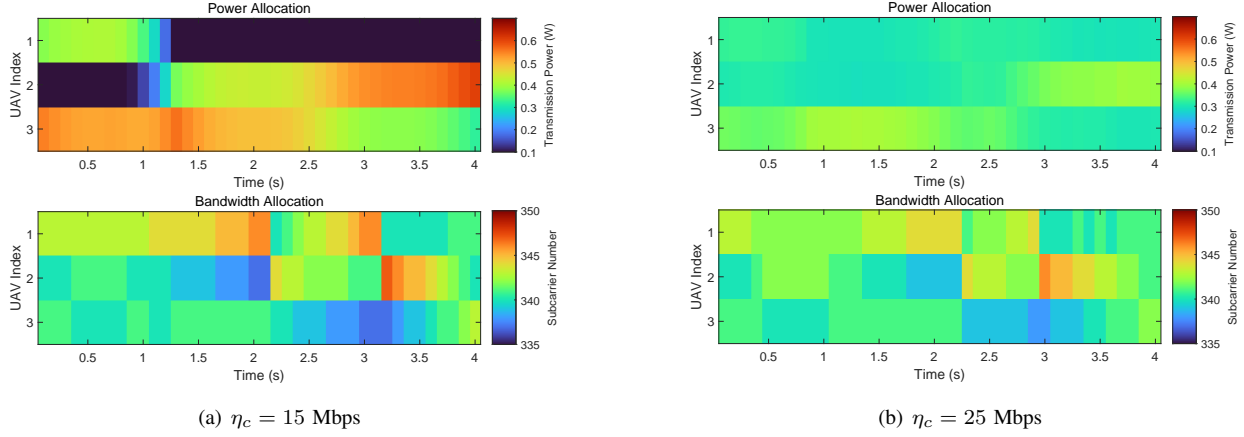 Power Allocation
UAV Index
1
2
3
0.5 1 1.5 2 2.5 3 3.5 4
Time (s)
0.6
0.5
0.4
0.3
0.2
0.1
Transmission Power (W)
Bandwidth Allocation
UAV Index
1
2
3
0.5 1 1.5 2 2.5 3 3.5 4
Time (s)
350
345
340
335
Subcarrier Number
(a) η_c = 15 Mbps
Power Allocation
UAV Index
1
2
3
0.5 1 1.5 2 2.5 3 3.5 4
Time (s)
0.6
0.5
0.4
0.3
0.2
0.1
Transmission Power (W)
Bandwidth Allocation
UAV Index
1
2
3
0.5 1 1.5 2 2.5 3 3.5 4
Time (s)
350
345
340
335
Subcarrier Number
(b) η_c = 25 Mbps